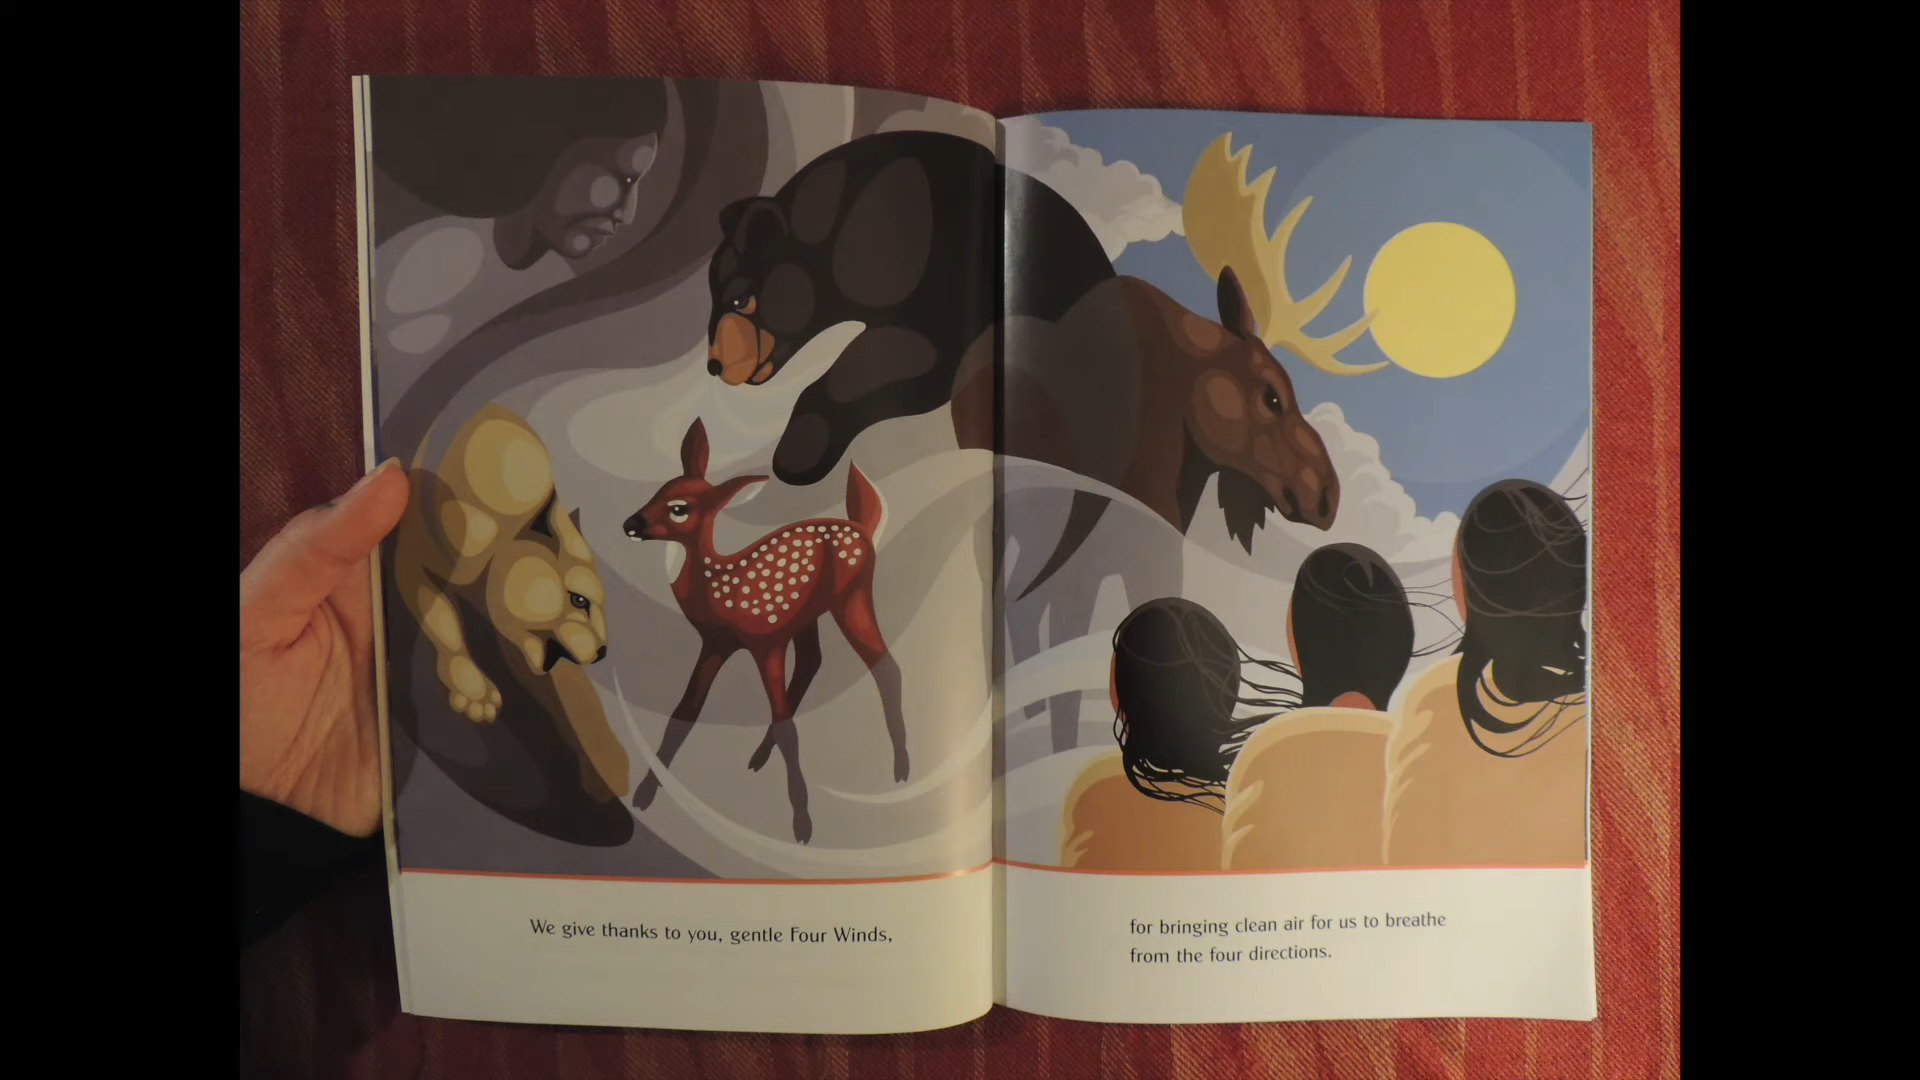 We give thanks to you, gentle Four Winds,
for bringing clean air for us to breathe
from the four directions.